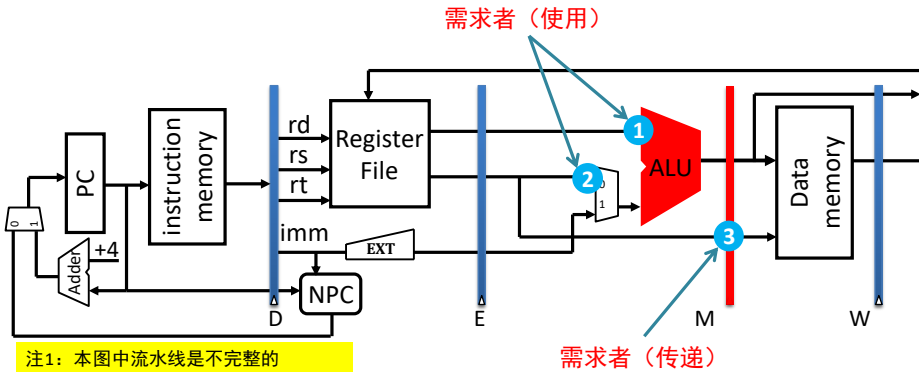 需求者（使用）
rd
rs
rt
imm
PC
instruction
memory
Register
File
1
2
3
ALU
Data
memory
0
1
0
1
+4
Adder
EXT
NPC
D
E
M
W
注1：本图中流水线是不完整的
需求者（传递）